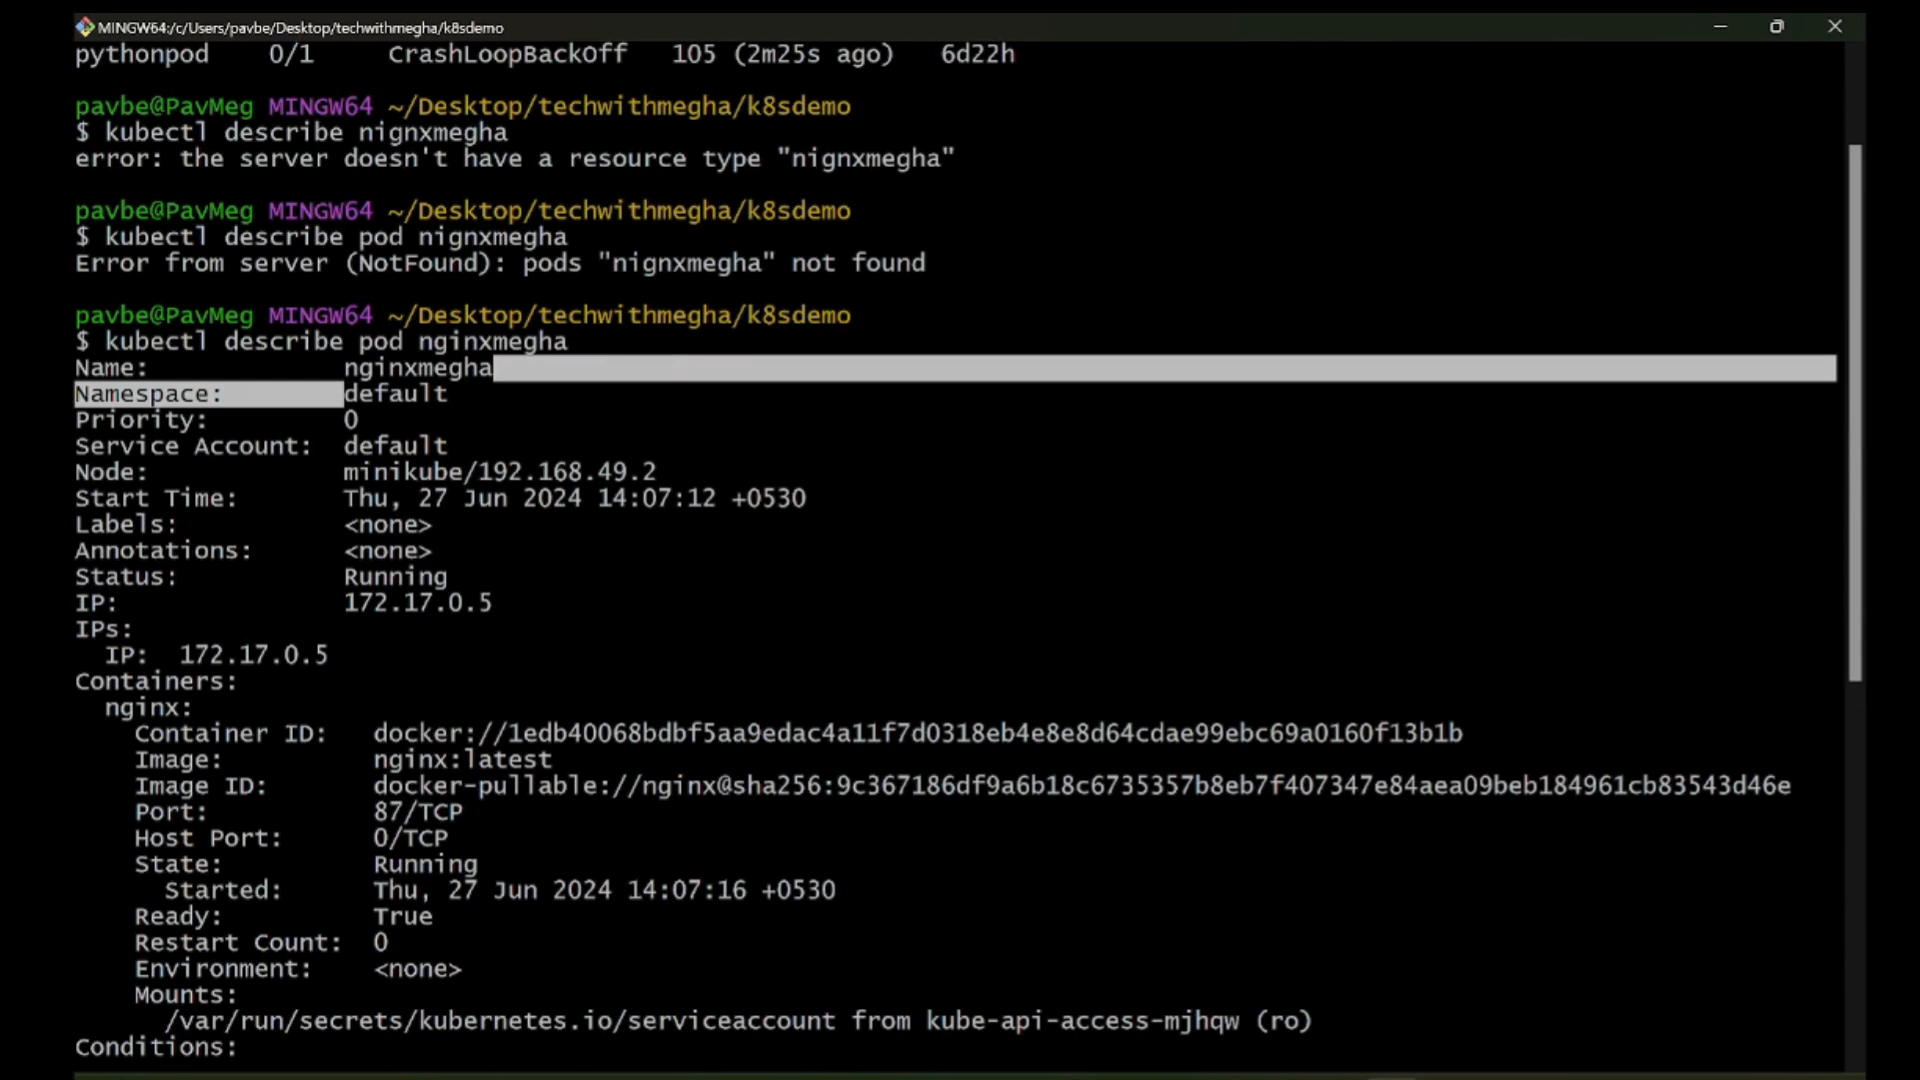 MINGW64:/c/Users/pavbe/Desktop/techwithmegha/k8sdemo
pythonpod 0/1 CrashLoopBackOff 105 (2m25s ago) 6d22h
pavbe@PavMeg MINGW64 ~/Desktop/techwithmegha/k8sdemo
$ kubectl describe nignxmegha
error: the server doesn't have a resource type "nignxmegha"
pavbe@PavMeg MINGW64 ~/Desktop/techwithmegha/k8sdemo
$ kubectl describe pod nignxmegha
Error from server (NotFound): pods "nignxmegha" not found
pavbe@PavMeg MINGW64 ~/Desktop/techwithmegha/k8sdemo
$ kubectl describe pod nginxmegha
Name: nginxmegha
Namespace: default
Priority: 0
Service Account: default
Node: minikube/192.168.49.2
Start Time: Thu, 27 Jun 2024 14:07:12 +0530
Labels: <none>
Annotations: <none>
Status: Running
IP: 172.17.0.5
IPs:
IP: 172.17.0.5
Containers:
nginx:
Container ID: docker://1edb40068bdbf5aa9edac4a11f7d0318eb4e8e8d64cdae99ebc69a0160f13b1b
Image: nginx:latest
Image ID: docker-pullable://nginx@sha256:9c367186df9a6b18c6735357b8eb7f407347e84aea09beb184961cb83543d46e
Port: 87/TCP
Host Port: 0/TCP
State: Running
Started: Thu, 27 Jun 2024 14:07:16 +0530
Ready: True
Restart Count: 0
Environment: <none>
Mounts:
/var/run/secrets/kubernetes.io/serviceaccount from kube-api-access-mjhqw (ro)
Conditions: